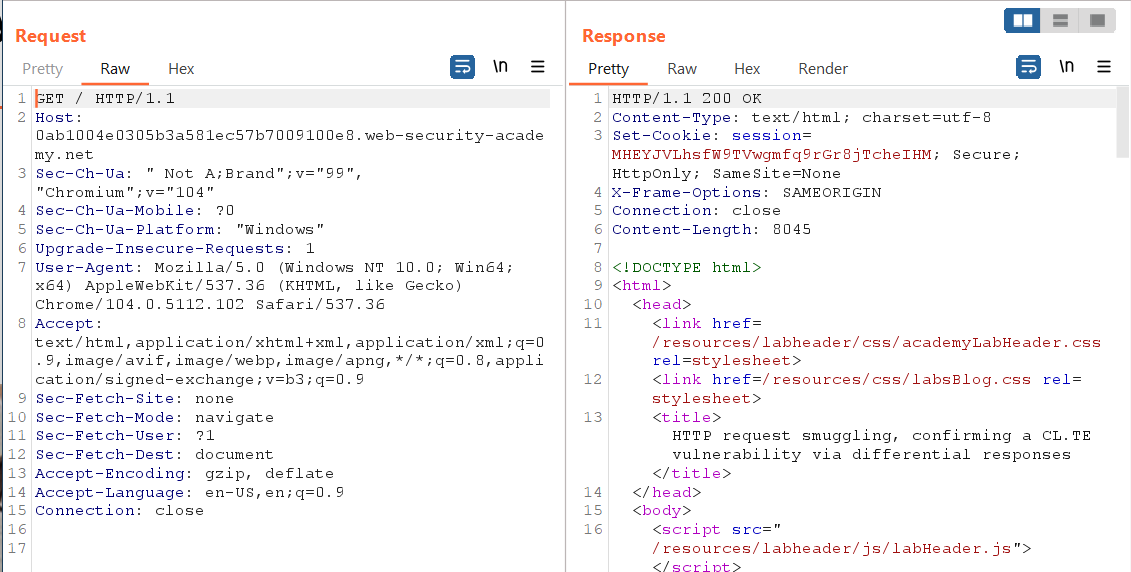 Request
Pretty Raw Hex \n
1 GET / HTTP/1.1
2 Host:
0ab1004e0305b3a581ec57b7009100e8.web-security-acade
my.net
3 Sec-Ch-Ua: " Not A;Brand";v="99",
"Chromium";v="104"
4 Sec-Ch-Ua-Mobile: ?0
5 Sec-Ch-Ua-Platform: "Windows"
6 Upgrade-Insecure-Requests: 1
7 User-Agent: Mozilla/5.0 (Windows NT 10.0; Win64;
x64) AppleWebKit/537.36 (KHTML, like Gecko)
Chrome/104.0.5112.102 Safari/537.36
8 Accept:
text/html,application/xhtml+xml,application/xml;q=0
.9,image/avif,image/webp,image/apng,*/*;q=0.8,appli
cation/signed-exchange;v=b3;q=0.9
9 Sec-Fetch-Site: none
10 Sec-Fetch-Mode: navigate
11 Sec-Fetch-User: ?1
12 Sec-Fetch-Dest: document
13 Accept-Encoding: gzip, deflate
14 Accept-Language: en-US,en;q=0.9
15 Connection: close
16
17
Response
Pretty Raw Hex Render \n
1 HTTP/1.1 200 OK
2 Content-Type: text/html; charset=utf-8
3 Set-Cookie: session=
MHEYJVLhsfW9TVwgmfq9rGr8jTcheIHM; Secure;
HttpOnly; SameSite=None
4 X-Frame-Options: SAMEORIGIN
5 Connection: close
6 Content-Length: 8045
7
8 <!DOCTYPE html>
9 <html>
10 <head>
11 <link href=
/resources/labheader/css/academyLabHeader.css
rel=stylesheet>
12 <link href=/resources/css/labsBlog.css rel=
stylesheet>
13 <title>
HTTP request smuggling, confirming a CL.TE
vulnerability via differential responses
</title>
14 </head>
15 <body>
16 <script src="
/resources/labheader/js/labHeader.js">
</script>